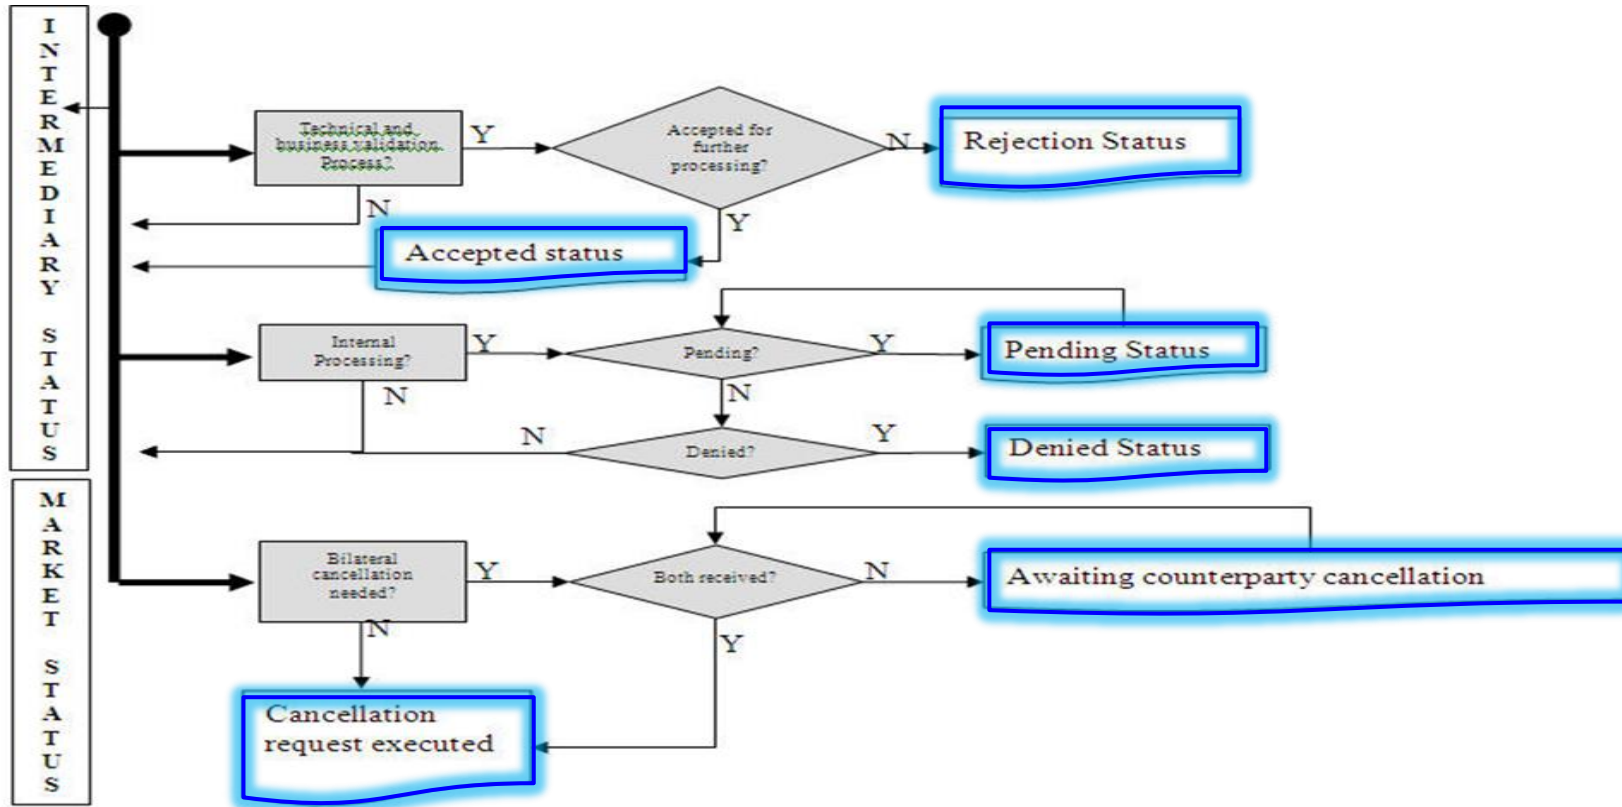 INTERMEDIARY STATUS
Technical and
business validation
Process?
Y
Accepted for
further
processing?
N
Rejection Status
N
Y
Accepted status
Internal
Processing?
Y
Pending?
Y
Pending Status
N
N
N
Denied?
Y
Denied Status
MARKET STATUS
Bilateral
cancellation
needed?
Y
Both received?
N
Awaiting counterparty cancellation
N
Y
Cancellation
request executed